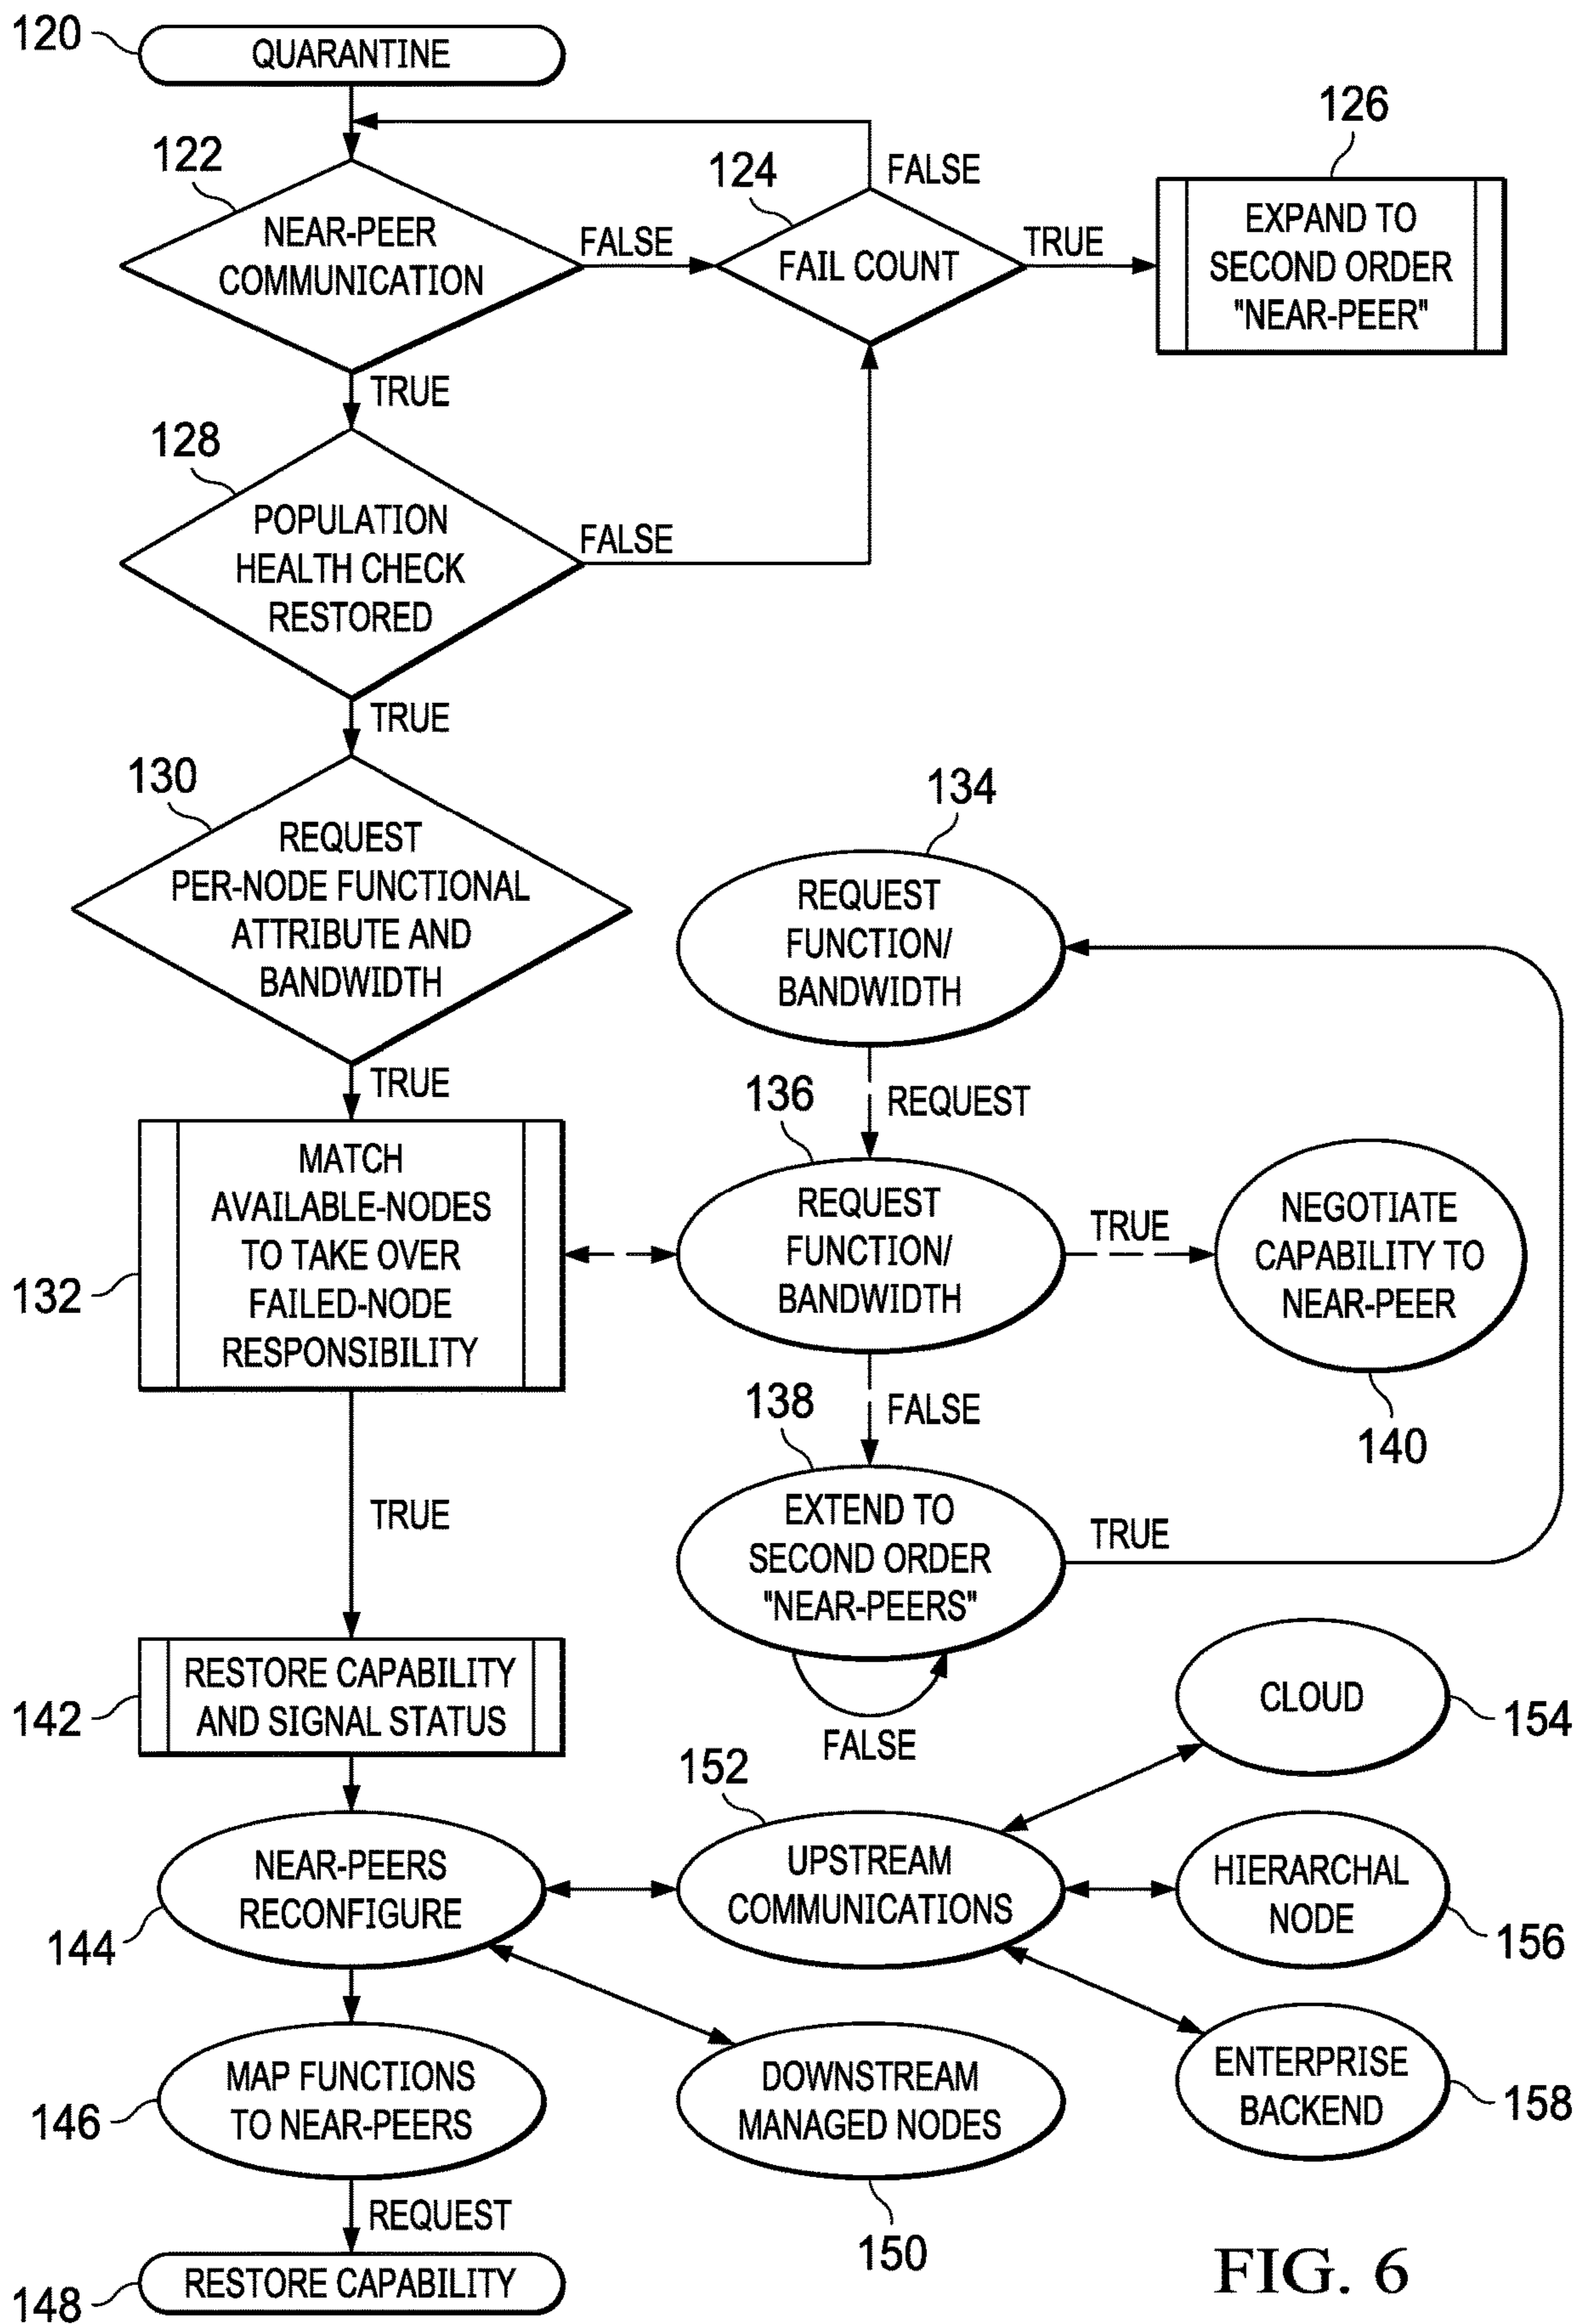 120
QUARANTINE
126
122
124
FALSE
NEAR-PEER
COMMUNICATION
FALSE
FAIL COUNT
TRUE
EXPAND TO
SECOND ORDER
"NEAR-PEER"
TRUE
128
POPULATION
HEALTH CHECK
RESTORED
FALSE
TRUE
130
REQUEST
PER-NODE FUNCTIONAL
ATTRIBUTE AND
BANDWIDTH
134
REQUEST
FUNCTION/
BANDWIDTH
TRUE
REQUEST
136
132
MATCH
AVAILABLE-NODES
TO TAKE OVER
FAILED-NODE
RESPONSIBILITY
REQUEST
FUNCTION/
BANDWIDTH
TRUE
NEGOTIATE
CAPABILITY TO
NEAR-PEER
140
FALSE
138
TRUE
EXTEND TO
SECOND ORDER
"NEAR-PEERS"
TRUE
FALSE
142
RESTORE CAPABILITY
AND SIGNAL STATUS
CLOUD
154
152
144
NEAR-PEERS
RECONFIGURE
UPSTREAM
COMMUNICATIONS
HIERARCHAL
NODE
156
146
MAP FUNCTIONS
TO NEAR-PEERS
DOWNSTREAM
MANAGED NODES
150
ENTERPRISE
BACKEND
158
REQUEST
148
RESTORE CAPABILITY
FIG. 6